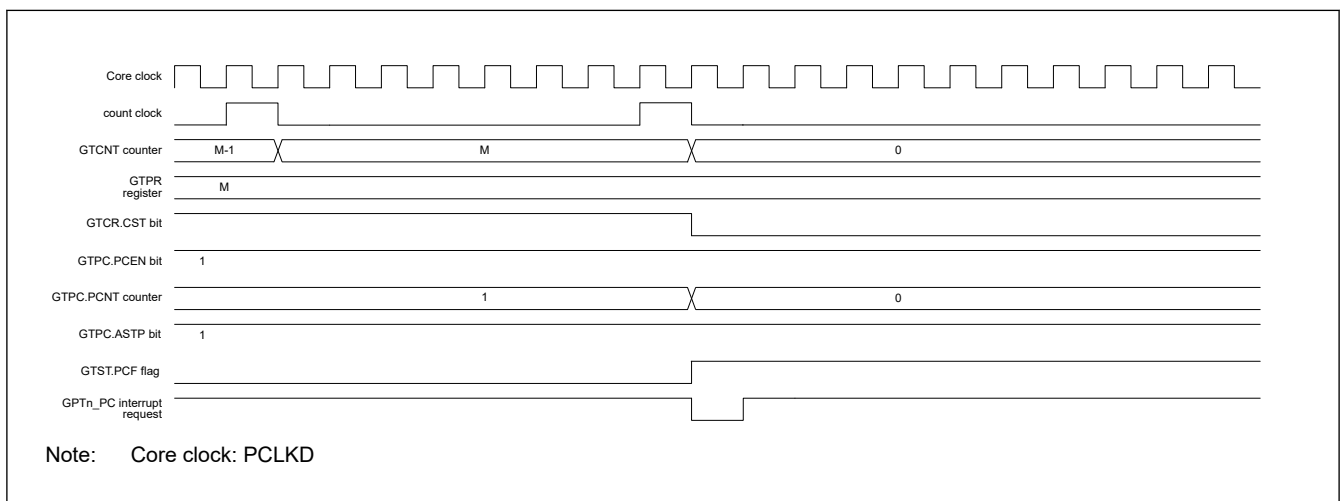 Core clock
count clock
GTCNT counter M-1 M 0
GTPR
register
M
GTCR.CST bit
GTPC.PCEN bit 1
GTPC.PCNT counter 1 0
GTPC.ASTP bit 1
GTST.PCF flag
GPTn_PC interrupt
request
Note: Core clock: PCLKD